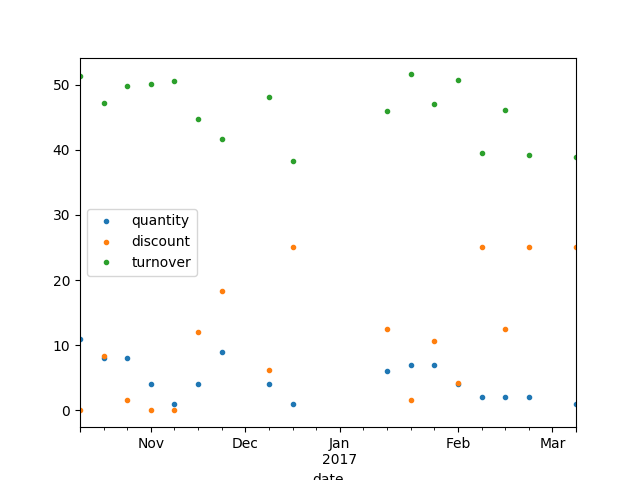 50
40
30
20
10
0
quantity
discount
turnover
Nov
Dec
Jan
2017
Feb
Mar
date